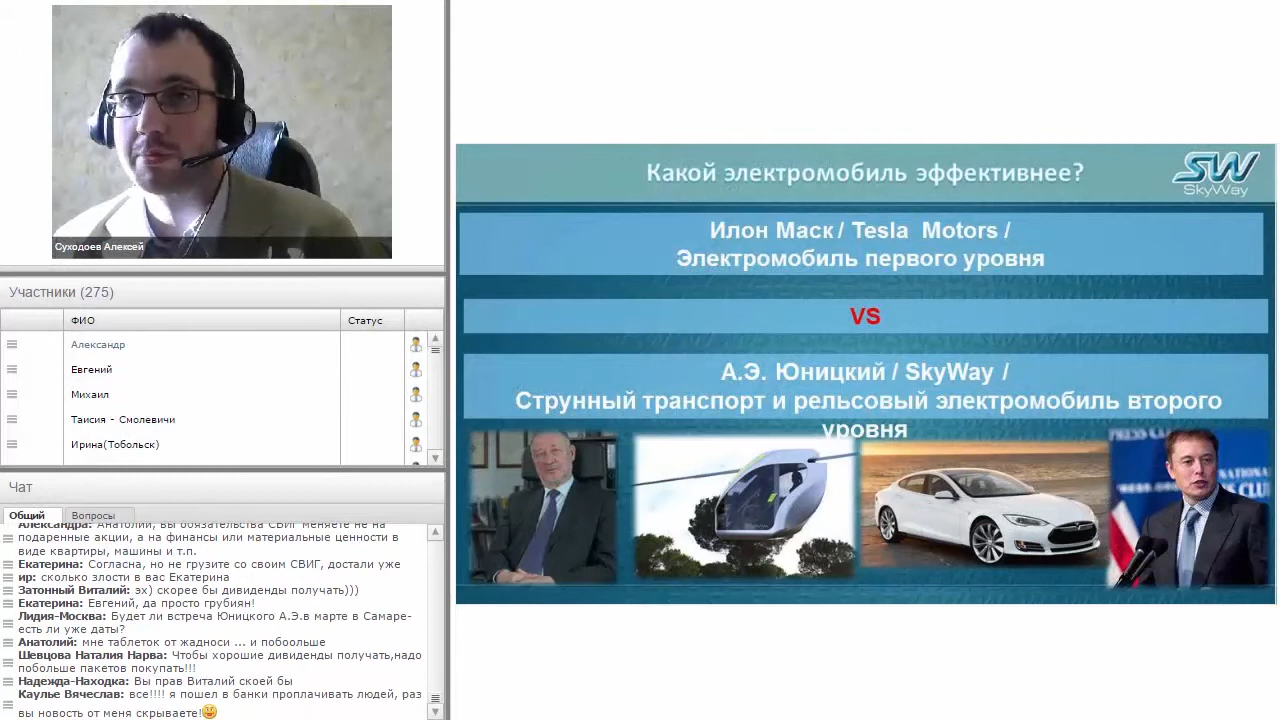 Суходоев Алексей
Участники (275)
ФИО
Статус
Александр
Евгений
Михаил
Таисия - Смолевичи
Ирина(Тобольск)
Чат
Общий
Вопросы
Александра: Анатолий, вы обязательства СВИГ меняете не на
подаренные акции, а на финансы или материальные ценности в
виде квартиры, машины и т.п.
Екатерина: Согласна, но не грузите со своим СВИГ, достали уже
ир: сколько злости в вас Екатерина
Затонный Виталий: эх) скорее бы дивиденды получать)))
Екатерина: Евгений, да просто грубиян!
Лидия-Москва: Будет ли встреча Юницкого А.Э.в марте в Самаре-
есть ли уже даты?
Анатолий: мне таблеток от жадноси ... и побоольше
Шевцова Наталия Нарва: Чтобы хорошие дивиденды получать,надо
побольше пакетов покупать!!!
Надежда-Находка: Вы прав Виталий скоей бы
Каулье Вячеслав: все!!!! я пошел в банки проплачивать людей, раз
вы новость от меня скрываете!
Какой электромобиль эффективнее?
SW
SkyWay
Илон Маск / Tesla Motors /
Электромобиль первого уровня
VS
А.Э. Юницкий / SkyWay /
Струнный транспорт и рельсовый электромобиль второго
уровня
PRESS CLU
NATIONAL
CLUB